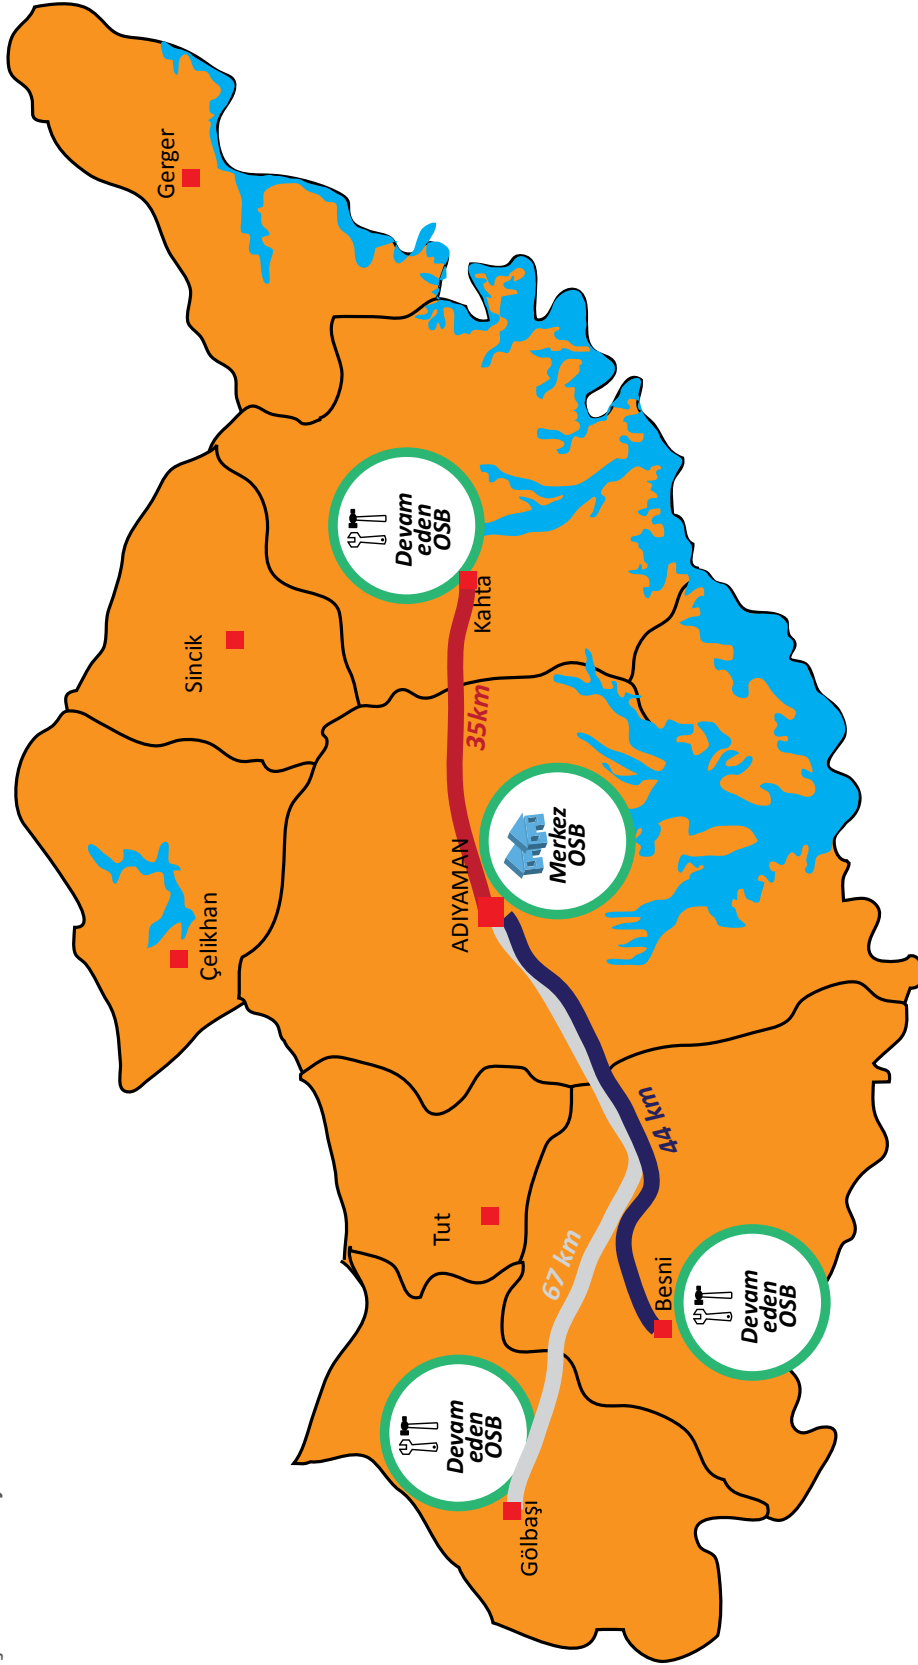 Gerger
Sincik
Çelikhan
Devam
eden
OSB
Kahta
35km
ADIYAMAN
Merkez
OSB
Tut
67 km
44 km
Devam
eden
OSB
Gölbaşı
Besni
Devam
eden
OSB